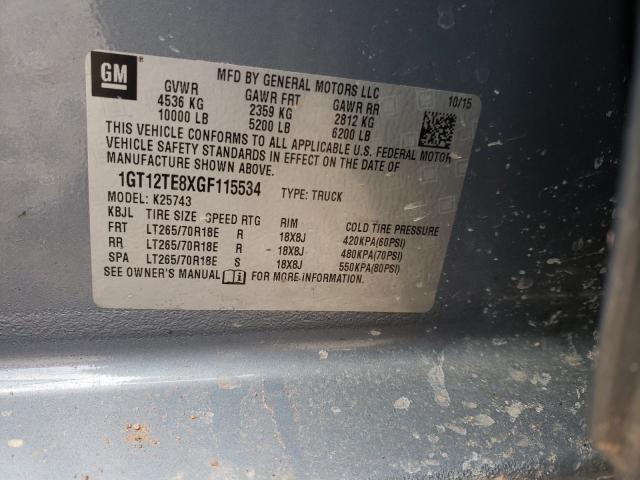 GM ®
MFD BY GENERAL MOTORS LLC
10/15
GVWR GAWR FRT GAWR RR
4536 KG 2359 KG 2812 KG
10000 LB 5200 LB 6200 LB
THIS VEHICLE CONFORMS TO ALL APPLICABLE U.S. FEDERAL MOTOR
VEHICLE SAFETY STANDARDS IN EFFECT ON THE DATE OF
MANUFACTURE SHOWN ABOVE.
1GT12TE8XGF115534 TYPE: TRUCK
MODEL: K25743
KBJL TIRE SIZE SPEED RTG RIM COLD TIRE PRESSURE
FRT LT265/70R18E R 18X8J 420KPA(60PSI)
RR LT265/70R18E R 18X8J 480KPA(70PSI)
SPA LT265/70R18E S 18X8J 550KPA(80PSI)
SEE OWNER'S MANUAL FOR MORE INFORMATION.